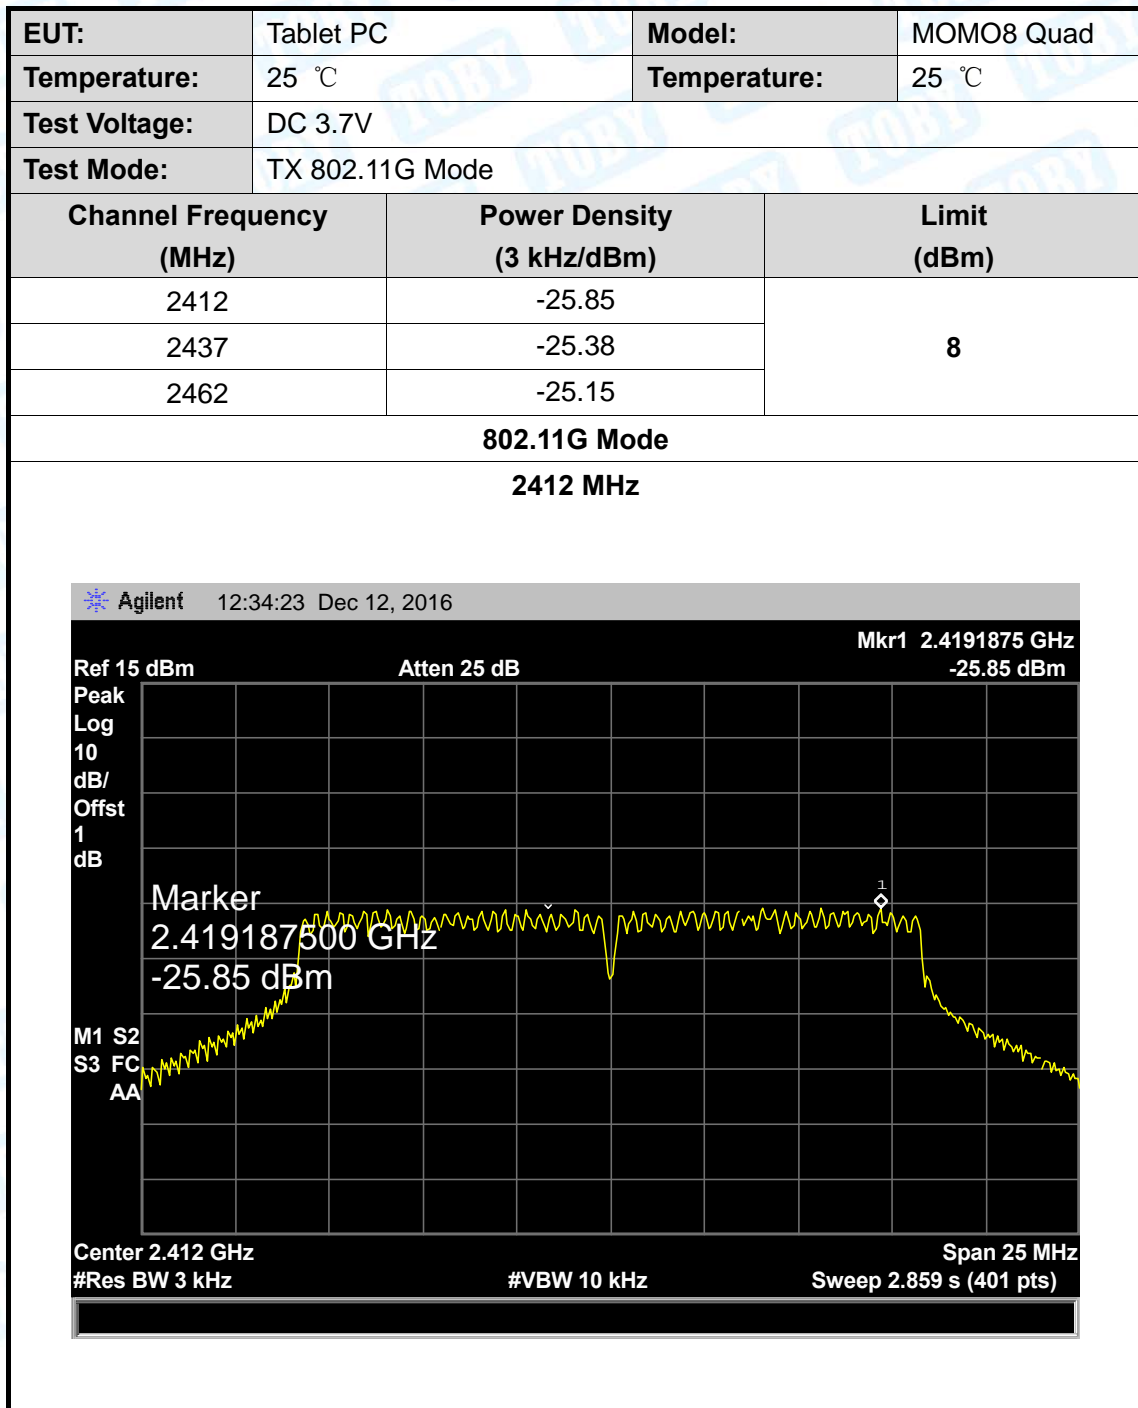 EUT: Tablet PC Model: MOMO8 Quad
Temperature: 25 ℃ Temperature: 25 ℃
Test Voltage: DC 3.7V
Test Mode: TX 802.11G Mode
Channel Frequency Power Density Limit
(MHz) (3 kHz/dBm) (dBm)
2412 -25.85
2437 -25.38 8
2462 -25.15
802.11G Mode
2412 MHz
Agilent 12:34:23 Dec 12, 2016
Mkr1 2.4191875 GHz
Ref 15 dBm Atten 25 dB -25.85 dBm
Peak
Log
10
dB/
Offst
1
dB
1
Marker
2.419187500 GHz
-25.85 dBm
M1 S2
S3 FC
AA
Center 2.412 GHz Span 25 MHz
#Res BW 3 kHz #VBW 10 kHz Sweep 2.859 s (401 pts)
TOBY
TOBY
TOBY
TOBY